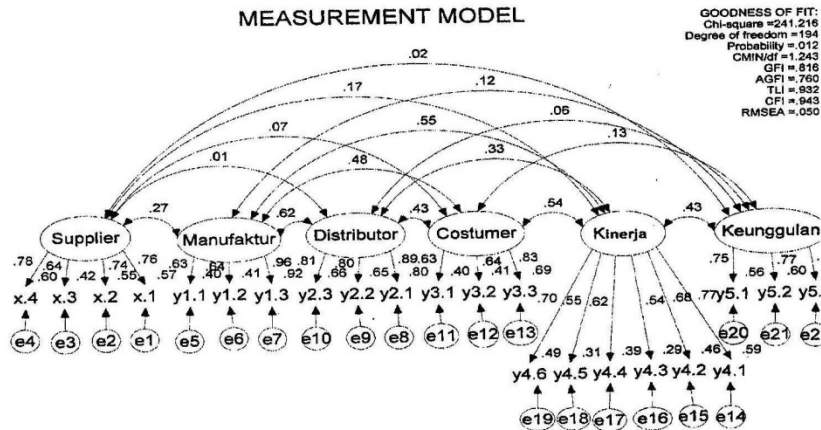 MEASUREMENT MODEL
GOODNESS OF FIT:
Chi-square =241.216
Degree of freedom =194
Probability =.012
CMIN/df =1.243
GFI =.816
AGFI =.760
TLI =.932
CFI =.943
RMSEA =.050
.02
.12
.17
.06
.07
.55
.13
.01
.48
.33
.27
.62
.43
.54
.43
Supplier
Manufaktur
Distributor
Costumer
Kinerja
Keunggulan
.78 .64 .74 .76 .63 .64 .96 .81 .80 .89 .63 .64 .83 .75 .77
.60 .42 .55 .57 .40 .41 .92 .66 .65 .80 .40 .41 .69 .56 .60
x.4 x.3 x.2 x.1 y1.1 y1.2 y1.3 y2.3 y2.2 y2.1 y3.1 y3.2 y3.3 y5.1 y5.2
e4 e3 e2 e1 e5 e6 e7 e10 e9 e8 e11 e12 e13 e20 e21
.70 .55 .62 .54 .68 .77
.49 .31 .39 .29 .46 .59
y4.6 y4.5 y4.4 y4.3 y4.2 y4.1
e19 e18 e17 e16 e15 e14